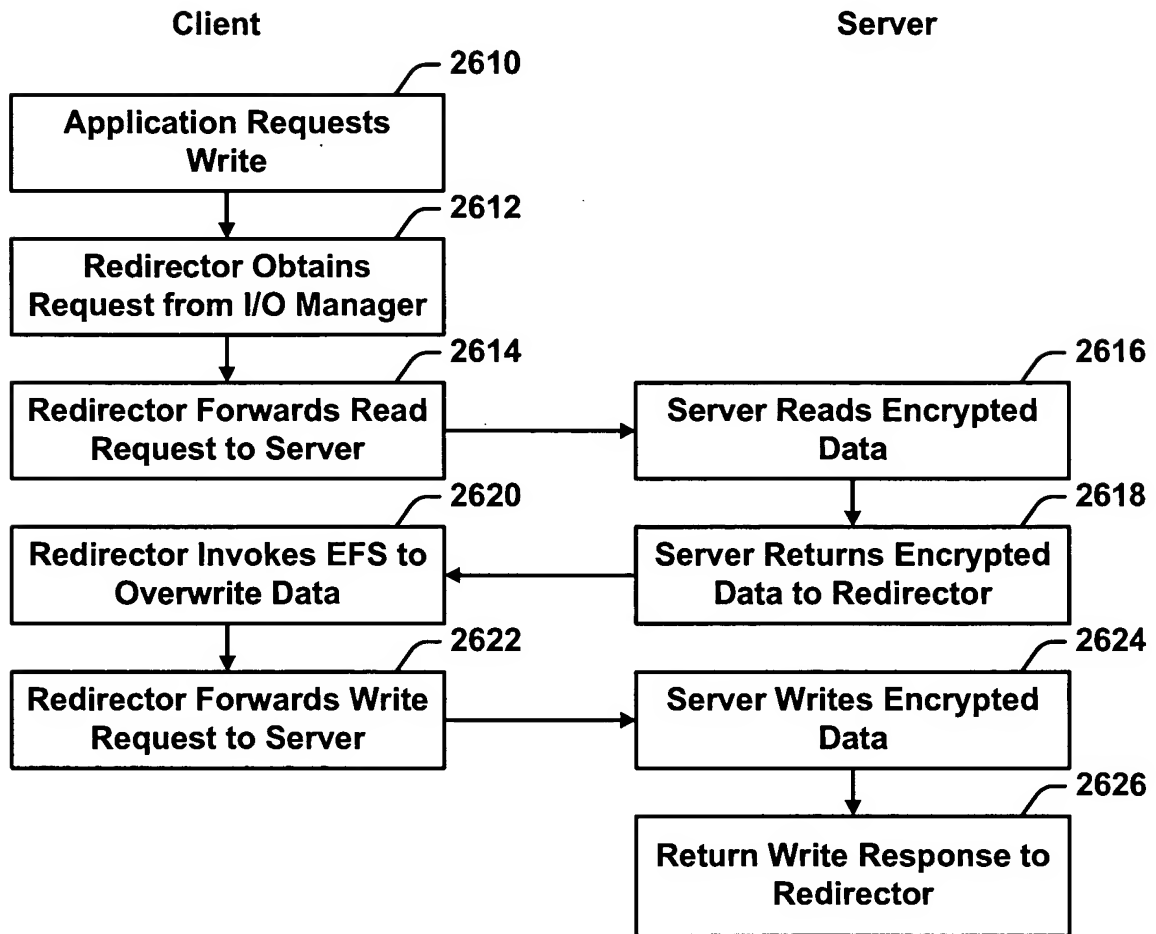 Client
Server
2610
Application Requests
Write
2612
Redirector Obtains
Request from I/O Manager
2614
Redirector Forwards Read
Request to Server
2616
Server Reads Encrypted
Data
2618
Server Returns Encrypted
Data to Redirector
2620
Redirector Invokes EFS to
Overwrite Data
2622
Redirector Forwards Write
Request to Server
2624
Server Writes Encrypted
Data
2626
Return Write Response to
Redirector